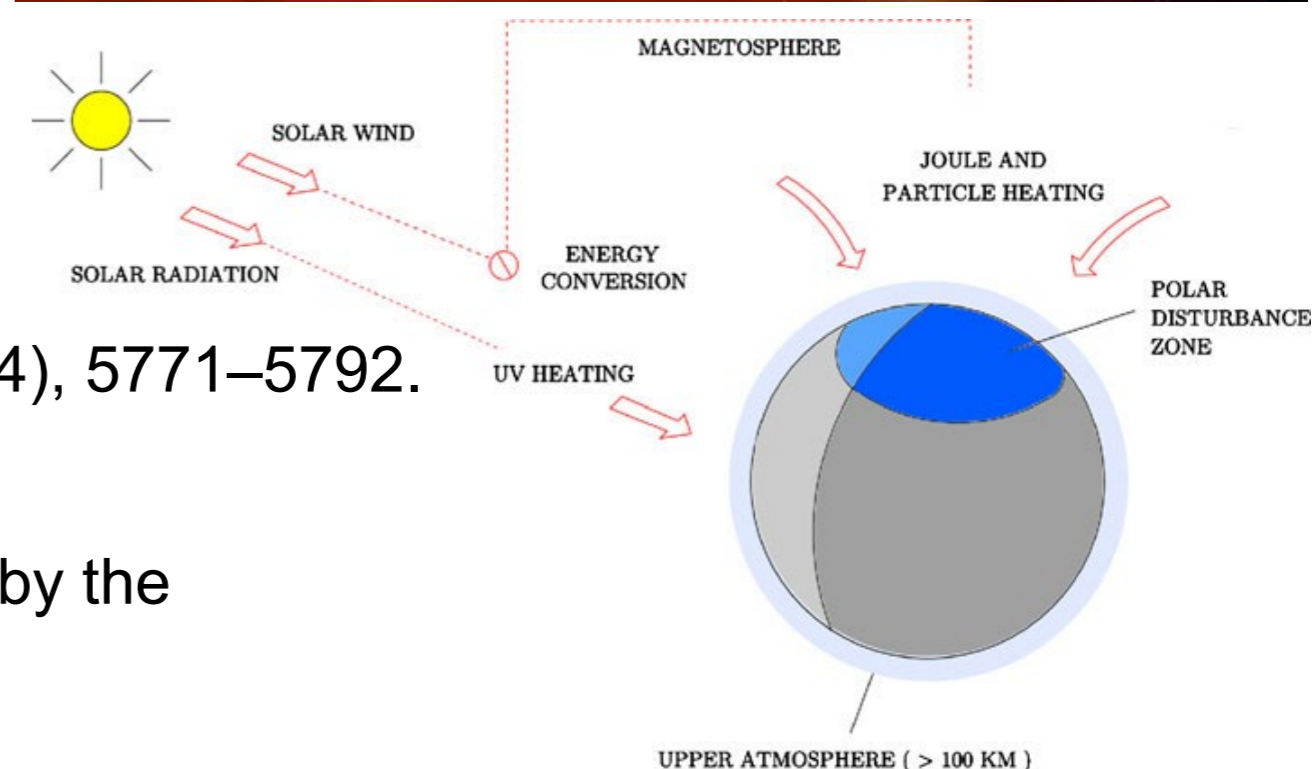 MAGNETOSPHERE
SOLAR WIND
JOULE AND
PARTICLE HEATING
SOLAR RADIATION
ENERGY
CONVERSION
POLAR
DISTURBANCE
ZONE
4), 5771–5792.
UV HEATING
by the
UPPER ATMOSPHERE ( > 100 KM )